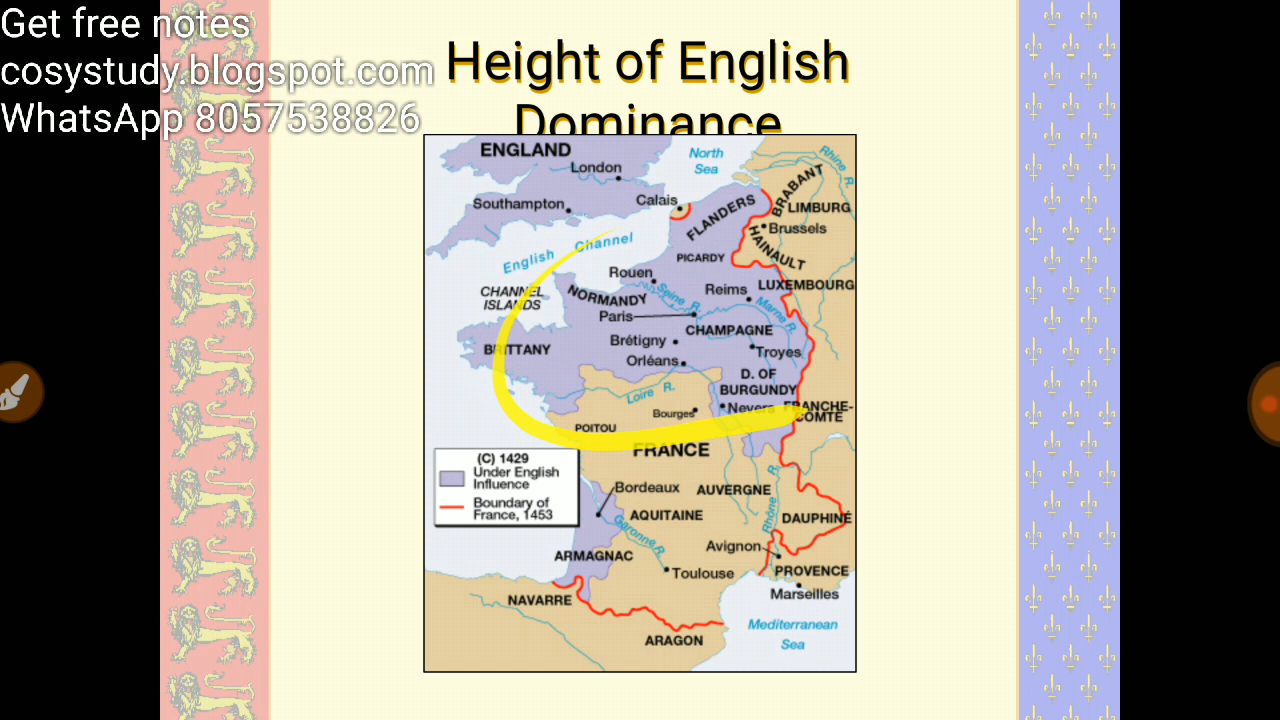 Get free notes
cosystudy.blogspot.com
WhatsApp 8057538826
Height of English
Dominance
ENGLAND
London
North
Sea
Rhine R.
Southampton
Calais
FLANDERS
BRABANT
LIMBURG
Brussels
HAINAULT
English Channel
PICARDY
Rouen
CHANNEL
ISLANDS
NORMANDY
Seine R.
Reims
LUXEMBOURG
Marne R.
Paris
CHAMPAGNE
BRITTANY
Brétigny
Troyes
Orléans
D. OF
BURGUNDY
Loire R.
Bourges
Nevers
FRANCHE-
COMTE
POITOU
FRANCE
(C) 1429
Under English
Influence
Boundary of
France, 1453
Bordeaux
AUVERGNE
Rhône R.
AQUITAINE
DAUPHINÉ
Garonne R.
ARMAGNAC
Avignon
Toulouse
PROVENCE
Marseilles
NAVARRE
ARAGON
Mediterranean
Sea